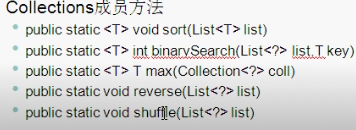 Collections成员方法
public static <T> void sort(List<T> list)
public static <T> int binarySearch(List<?> list,T key)
public static <T> T max(Collection<?> coll)
public static void reverse(List<?> list)
public static void shuffle(List<?> list)